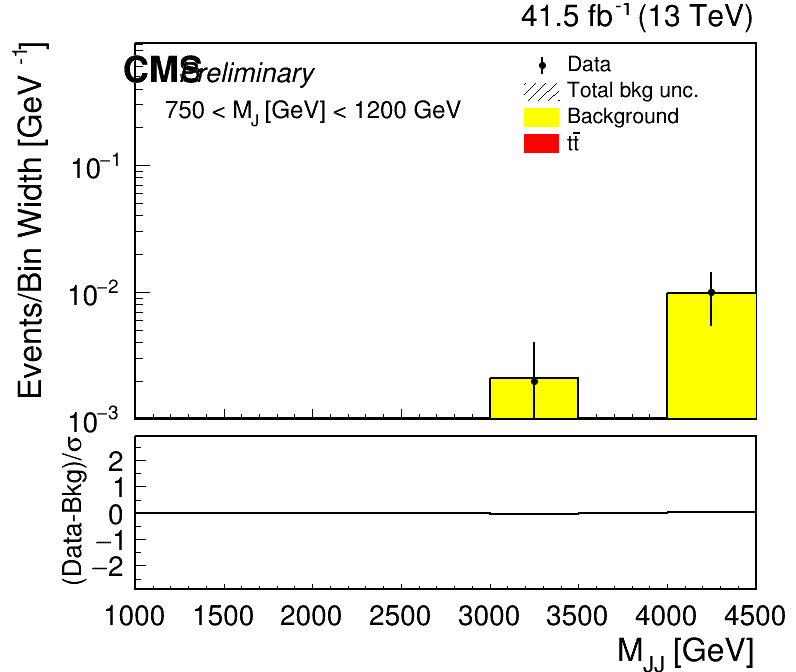 41.5 fb⁻¹ (13 TeV)
CMS Preliminary
750 < M_J [GeV] < 1200 GeV
Data
Total bkg unc.
Background
tt̄
Events/Bin Width [GeV⁻¹]
10⁻¹
10⁻²
10⁻³
(Data-Bkg)/σ
2
1
0
−1
−2
1000 1500 2000 2500 3000 3500 4000 4500
M_JJ [GeV]